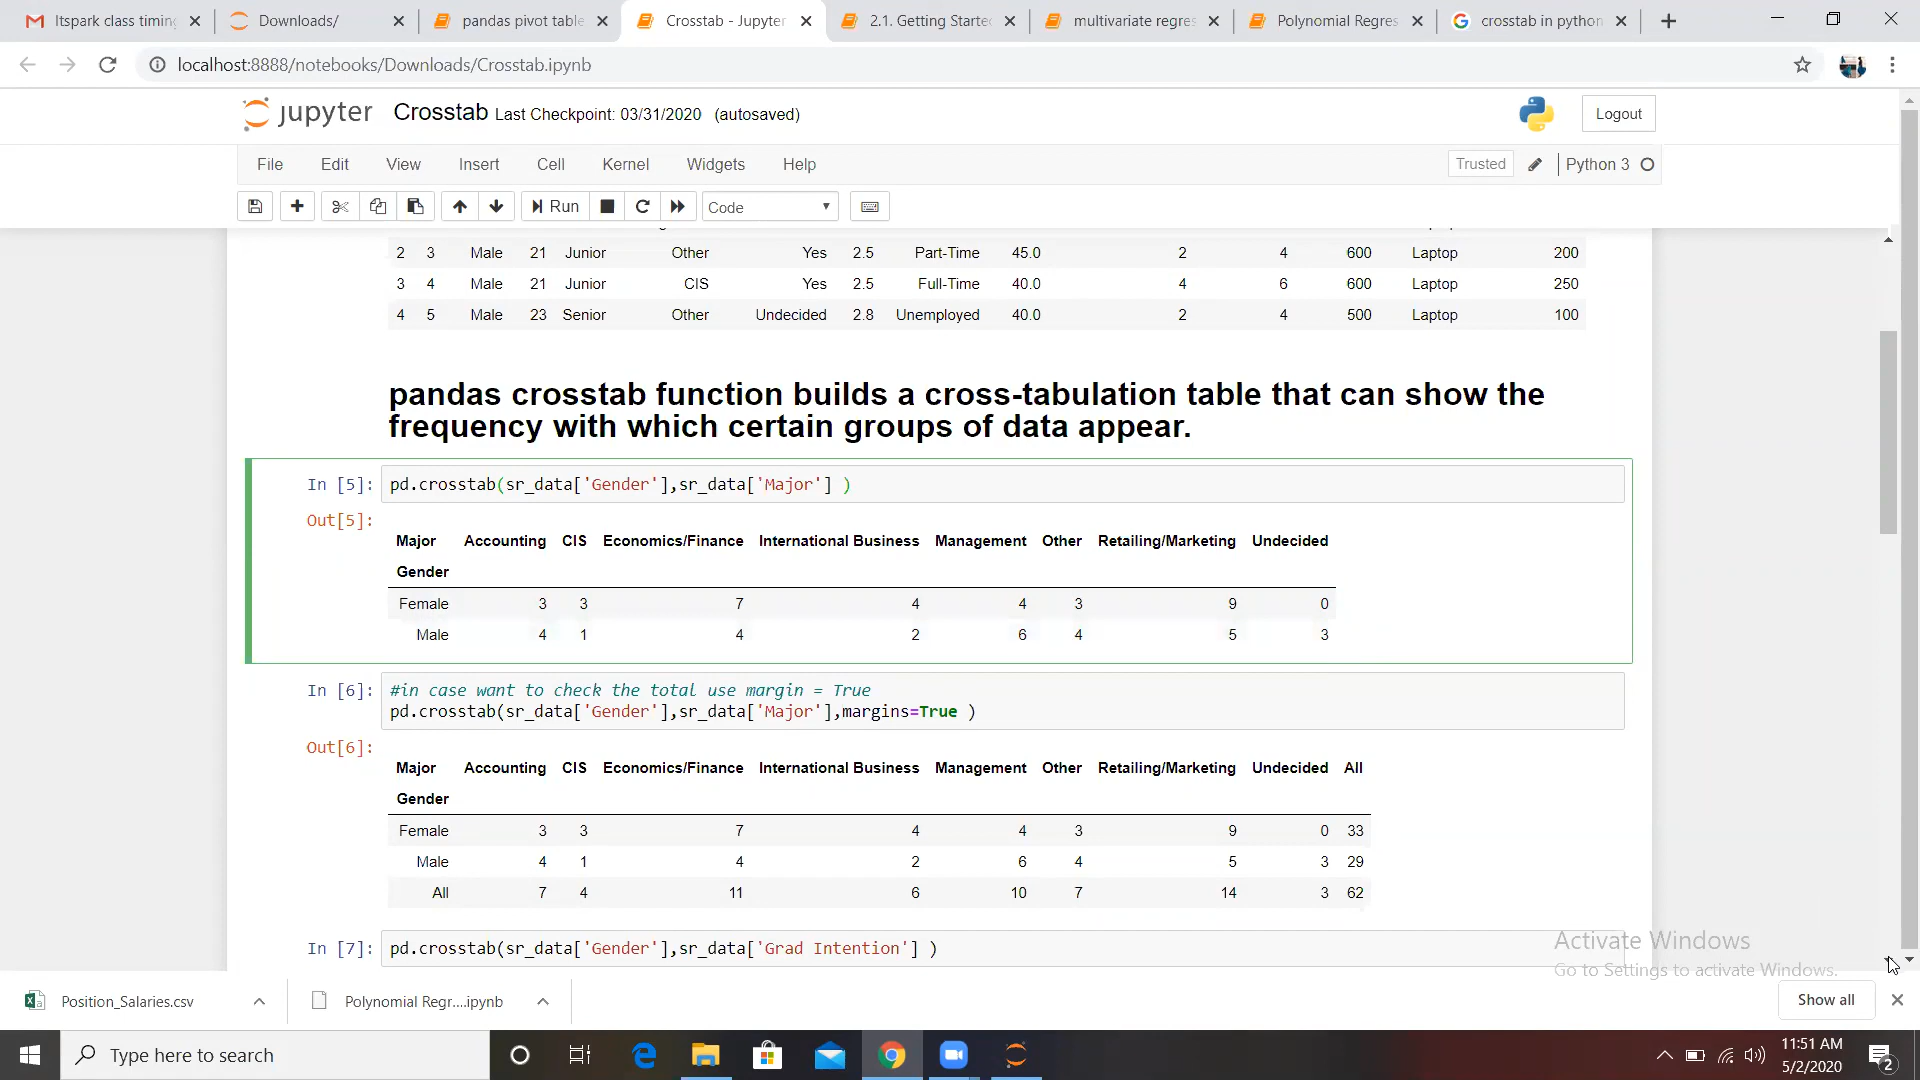 Itspark class timing
Downloads/
pandas pivot table
Crosstab - Jupyter
2.1. Getting Starte
multivariate regres
Polynomial Regres
crosstab in python
localhost:8888/notebooks/Downloads/Crosstab.ipynb
jupyter Crosstab Last Checkpoint: 03/31/2020 (autosaved)
Logout
File Edit View Insert Cell Kernel Widgets Help
Trusted Python 3
Run Code
2 3 Male 21 Junior Other Yes 2.5 Part-Time 45.0 2 4 600 Laptop 200
3 4 Male 21 Junior CIS Yes 2.5 Full-Time 40.0 4 6 600 Laptop 250
4 5 Male 23 Senior Other Undecided 2.8 Unemployed 40.0 2 4 500 Laptop 100
pandas crosstab function builds a cross-tabulation table that can show the
frequency with which certain groups of data appear.
In [5]: pd.crosstab(sr_data['Gender'],sr_data['Major'] )
Out[5]:
Major Accounting CIS Economics/Finance International Business Management Other Retailing/Marketing Undecided
Gender
Female 3 3 7 4 4 3 9 0
Male 4 1 4 2 6 4 5 3
In [6]: #in case want to check the total use margin = True
pd.crosstab(sr_data['Gender'],sr_data['Major'],margins=True )
Out[6]:
Major Accounting CIS Economics/Finance International Business Management Other Retailing/Marketing Undecided All
Gender
Female 3 3 7 4 4 3 9 0 33
Male 4 1 4 2 6 4 5 3 29
All 7 4 11 6 10 7 14 3 62
In [7]: pd.crosstab(sr_data['Gender'],sr_data['Grad Intention'] )
Activate Windows
Go to Settings to activate Windows.
Position_Salaries.csv
Polynomial Regr....ipynb
Show all
Type here to search
11:51 AM
5/2/2020
2